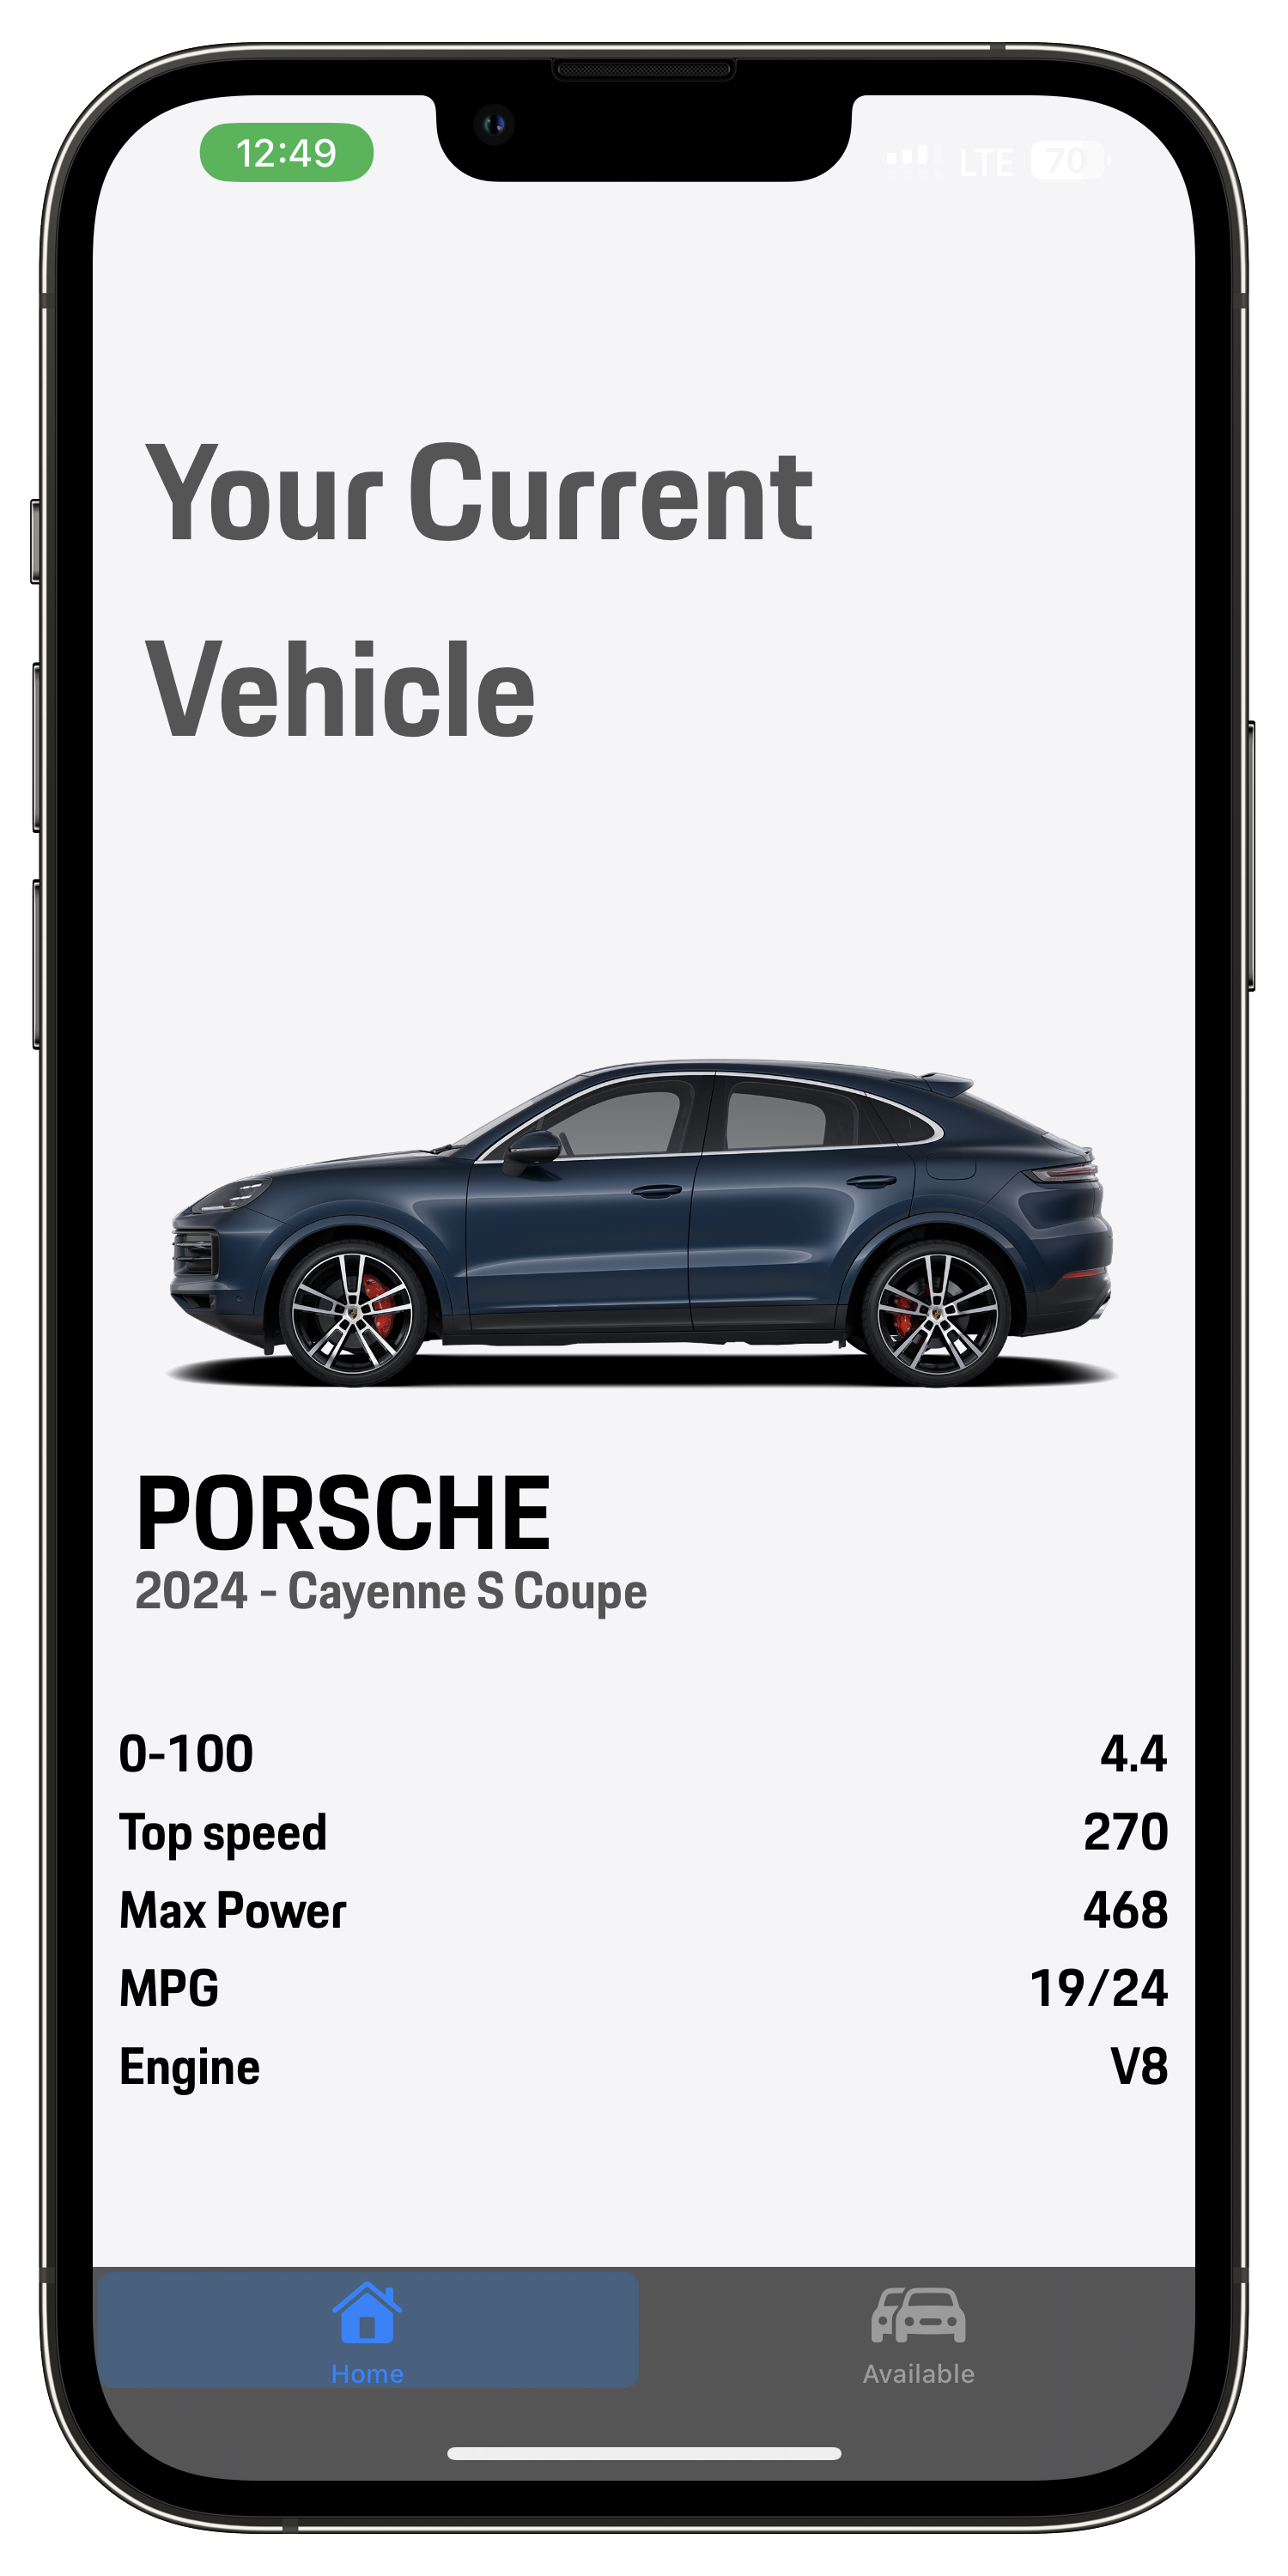 12:49 LTE 70
Your Current
Vehicle
PORSCHE
2024 - Cayenne S Coupe
0-100 4.4
Top speed 270
Max Power 468
MPG 19/24
Engine V8
Home Available